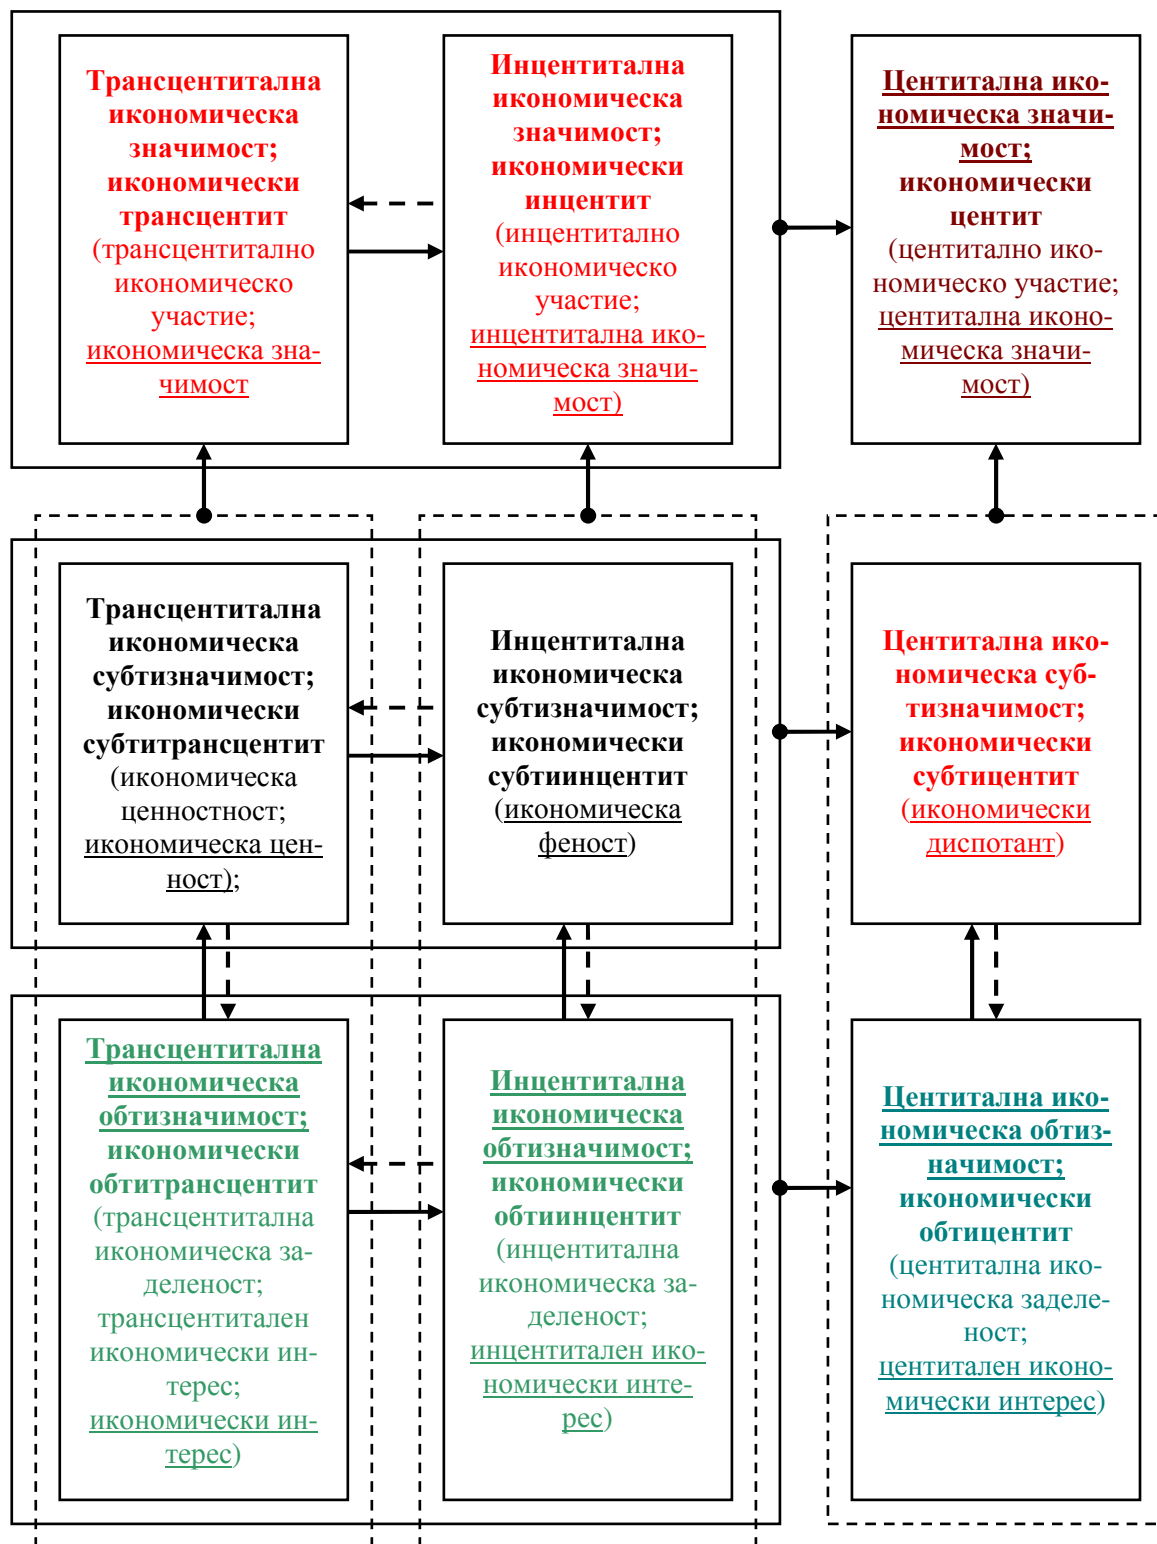 Трансцентитална
икономическа
значимост;
икономически
трансцентит
(трансцентитално
икономическо
участие;
икономическа зна-
чимост
Инцентитална
икономическа
значимост;
икономически
инцентит
(инцентитално
икономическо
участие;
инцентитална ико-
номическа значи-
мост)
Центитална ико-
номическа значи-
мост;
икономически
центит
(центитално ико-
номическо участие;
центитална иконо-
мическа значи-
мост)
Трансцентитална
икономическа
субтизначимост;
икономически
субтитрансцентит
(икономическа
ценностност;
икономическа цен-
ност);
Инцентитална
икономическа
субтизначимост;
икономически
субтиинцентит
(икономическа
феност)
Центитална ико-
номическа суб-
тизначимост;
икономически
субтицентит
(икономически
диспотант)
Трансцентитална
икономическа
обтизначимост;
икономически
обтитрансцентит
(трансцентитална
икономическа за-
деленост;
трансцентитален
икономически ин-
терес;
икономически ин-
терес)
Инцентитална
икономическа
обтизначимост;
икономически
обтиинцентит
(инцентитална
икономическа за-
деленост;
инцентитален ико-
номически инте-
рес)
Центитална ико-
номическа обтиз-
начимост;
икономически
обтицентит
(центитална ико-
номическа заделе-
ност;
центитален иконо-
мически интерес)